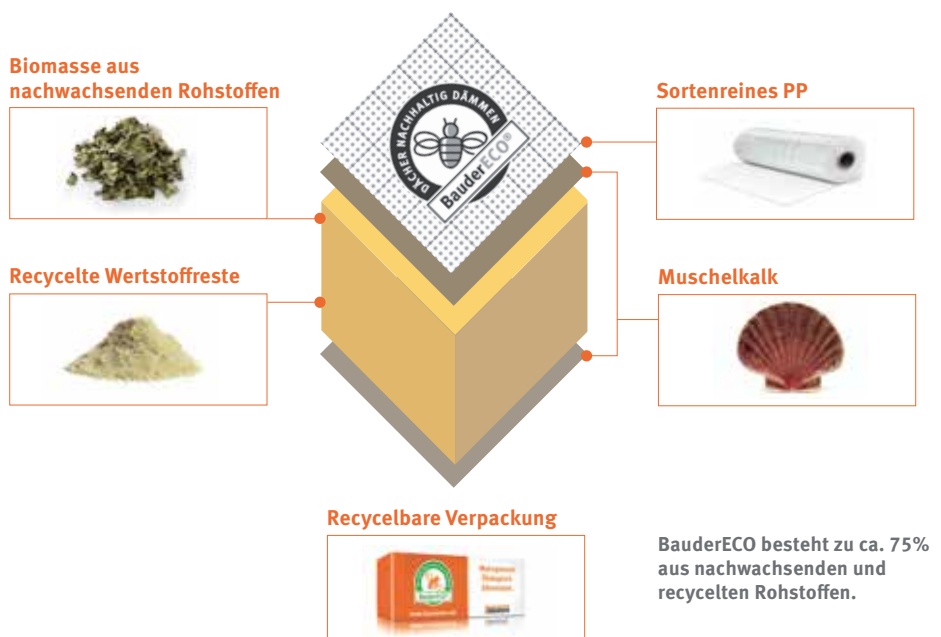 Biomasse aus
nachwachsenden Rohstoffen
Sortenreines PP
DÄCHER NACHHALTIG DÄMMEN
BauderECO®
Recycelte Wertstoffreste
Muschelkalk
Recycelbare Verpackung
BauderECO besteht zu ca. 75%
aus nachwachsenden und
recycelten Rohstoffen.